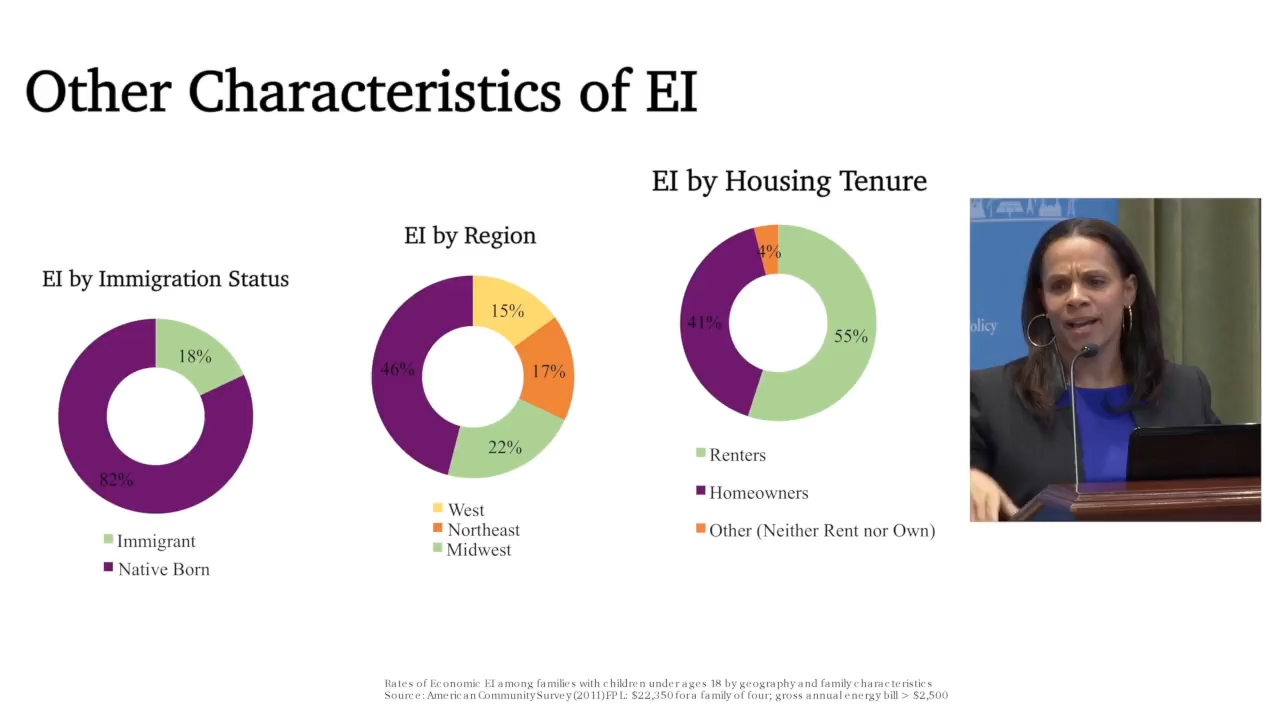 Other Characteristics of EI
EI by Immigration Status
18%
82%
Immigrant
Native Born
EI by Region
15%
17%
22%
46%
West
Northeast
Midwest
EI by Housing Tenure
4%
41%
55%
Renters
Homeowners
Other (Neither Rent nor Own)
olicy
Rates of Economic EI among families with children under ages 18 by geography and family characteristics
Source: American Community Survey (2011) FPL: $22,350 for a family of four; gross annual energy bill > $2,500